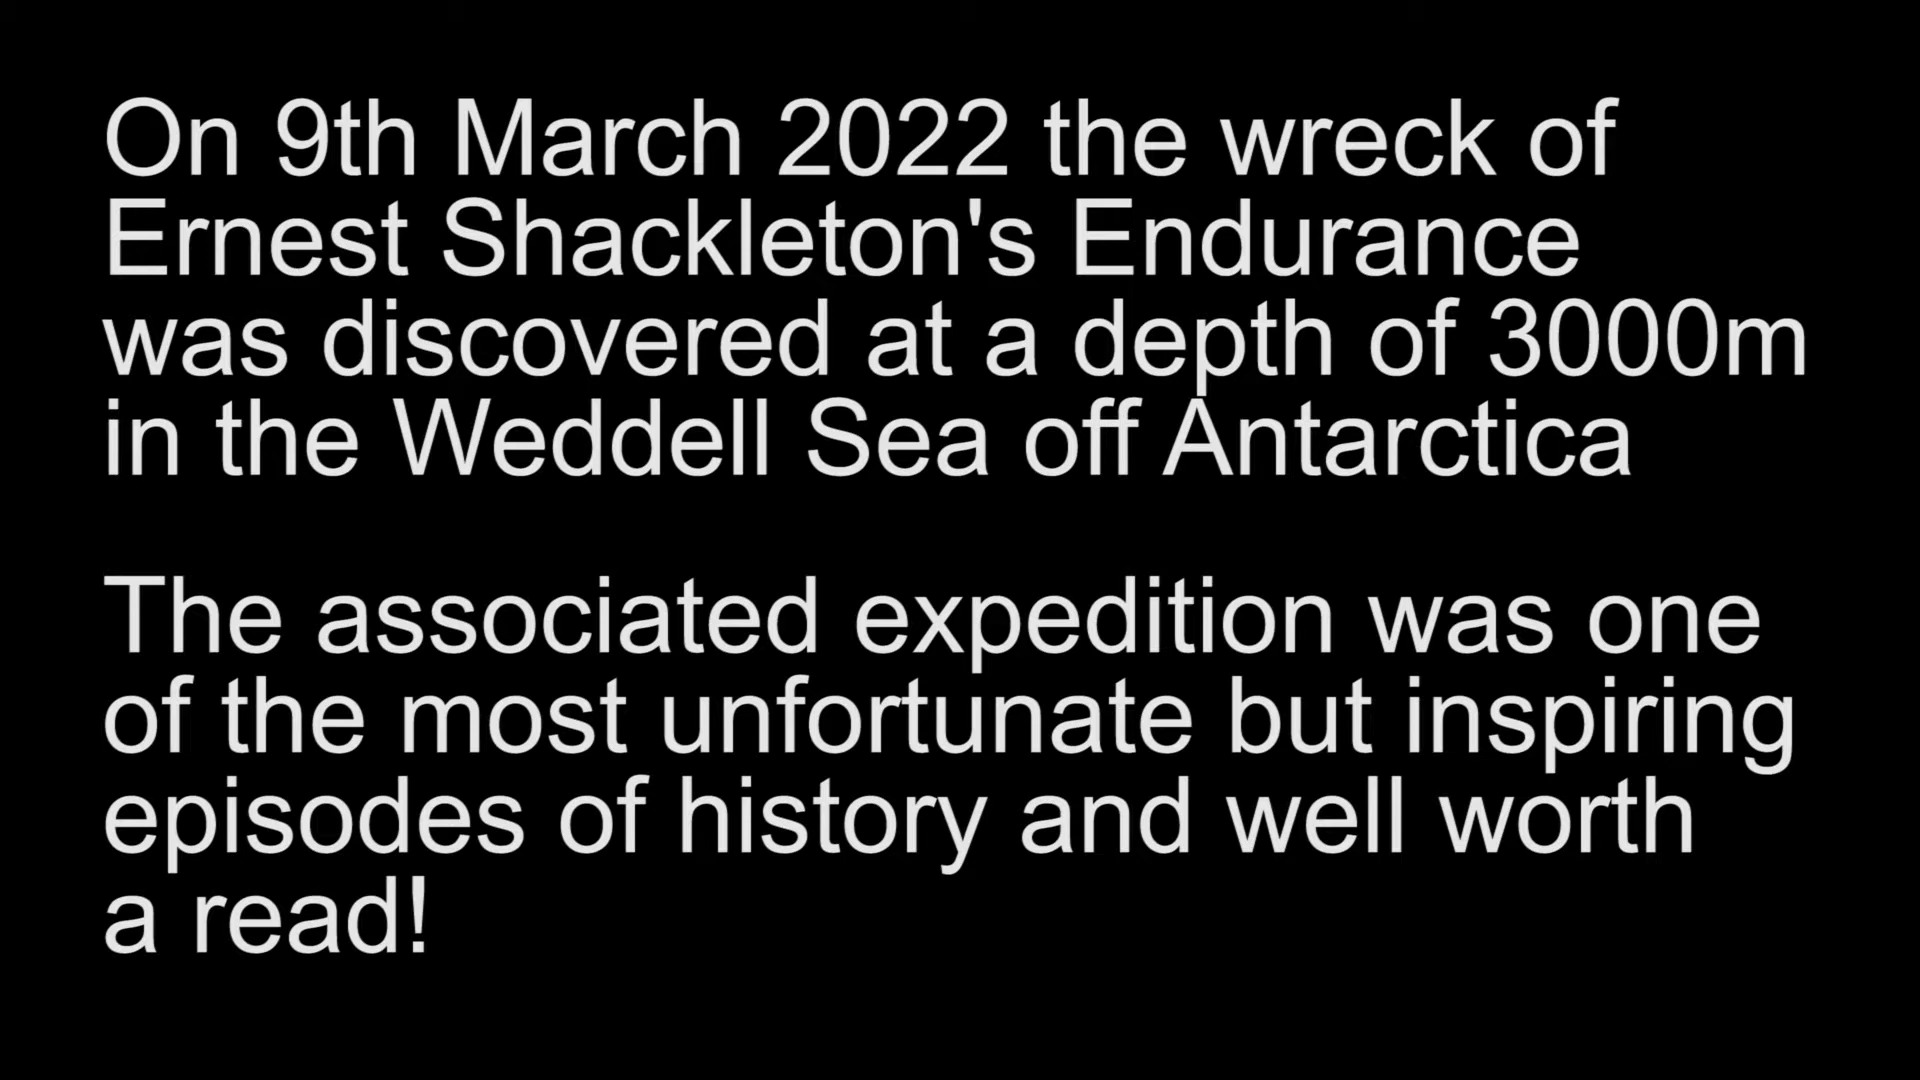 On 9th March 2022 the wreck of
Ernest Shackleton's Endurance
was discovered at a depth of 3000m
in the Weddell Sea off Antarctica
The associated expedition was one
of the most unfortunate but inspiring
episodes of history and well worth
a read!